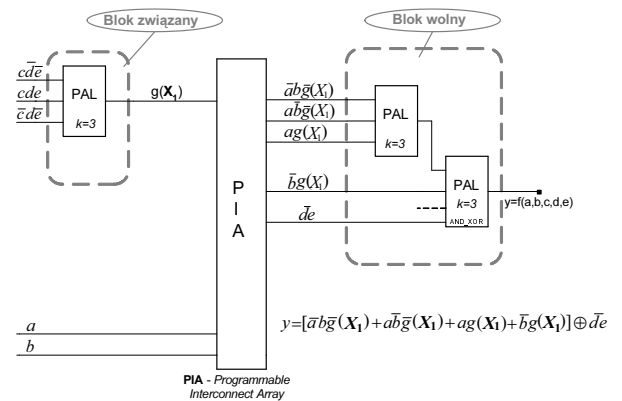 Blok związany
Blok wolny
cd̅e̅
cde
c̅de̅
PAL
k=3
g(X₁)
P
I
A
a̅bg̅(X₁)
ab̅g̅(X₁)
ag(X₁)
PAL
k=3
b̅g(X₁)
d̅e
PAL
k=3
AND_XOR
y=f(a,b,c,d,e)
y=[a̅bg̅(X₁)+ab̅g̅(X₁)+ag(X₁)+b̅g(X₁)]⊕d̅e
a
b
PIA - Programmable
Interconnect Array